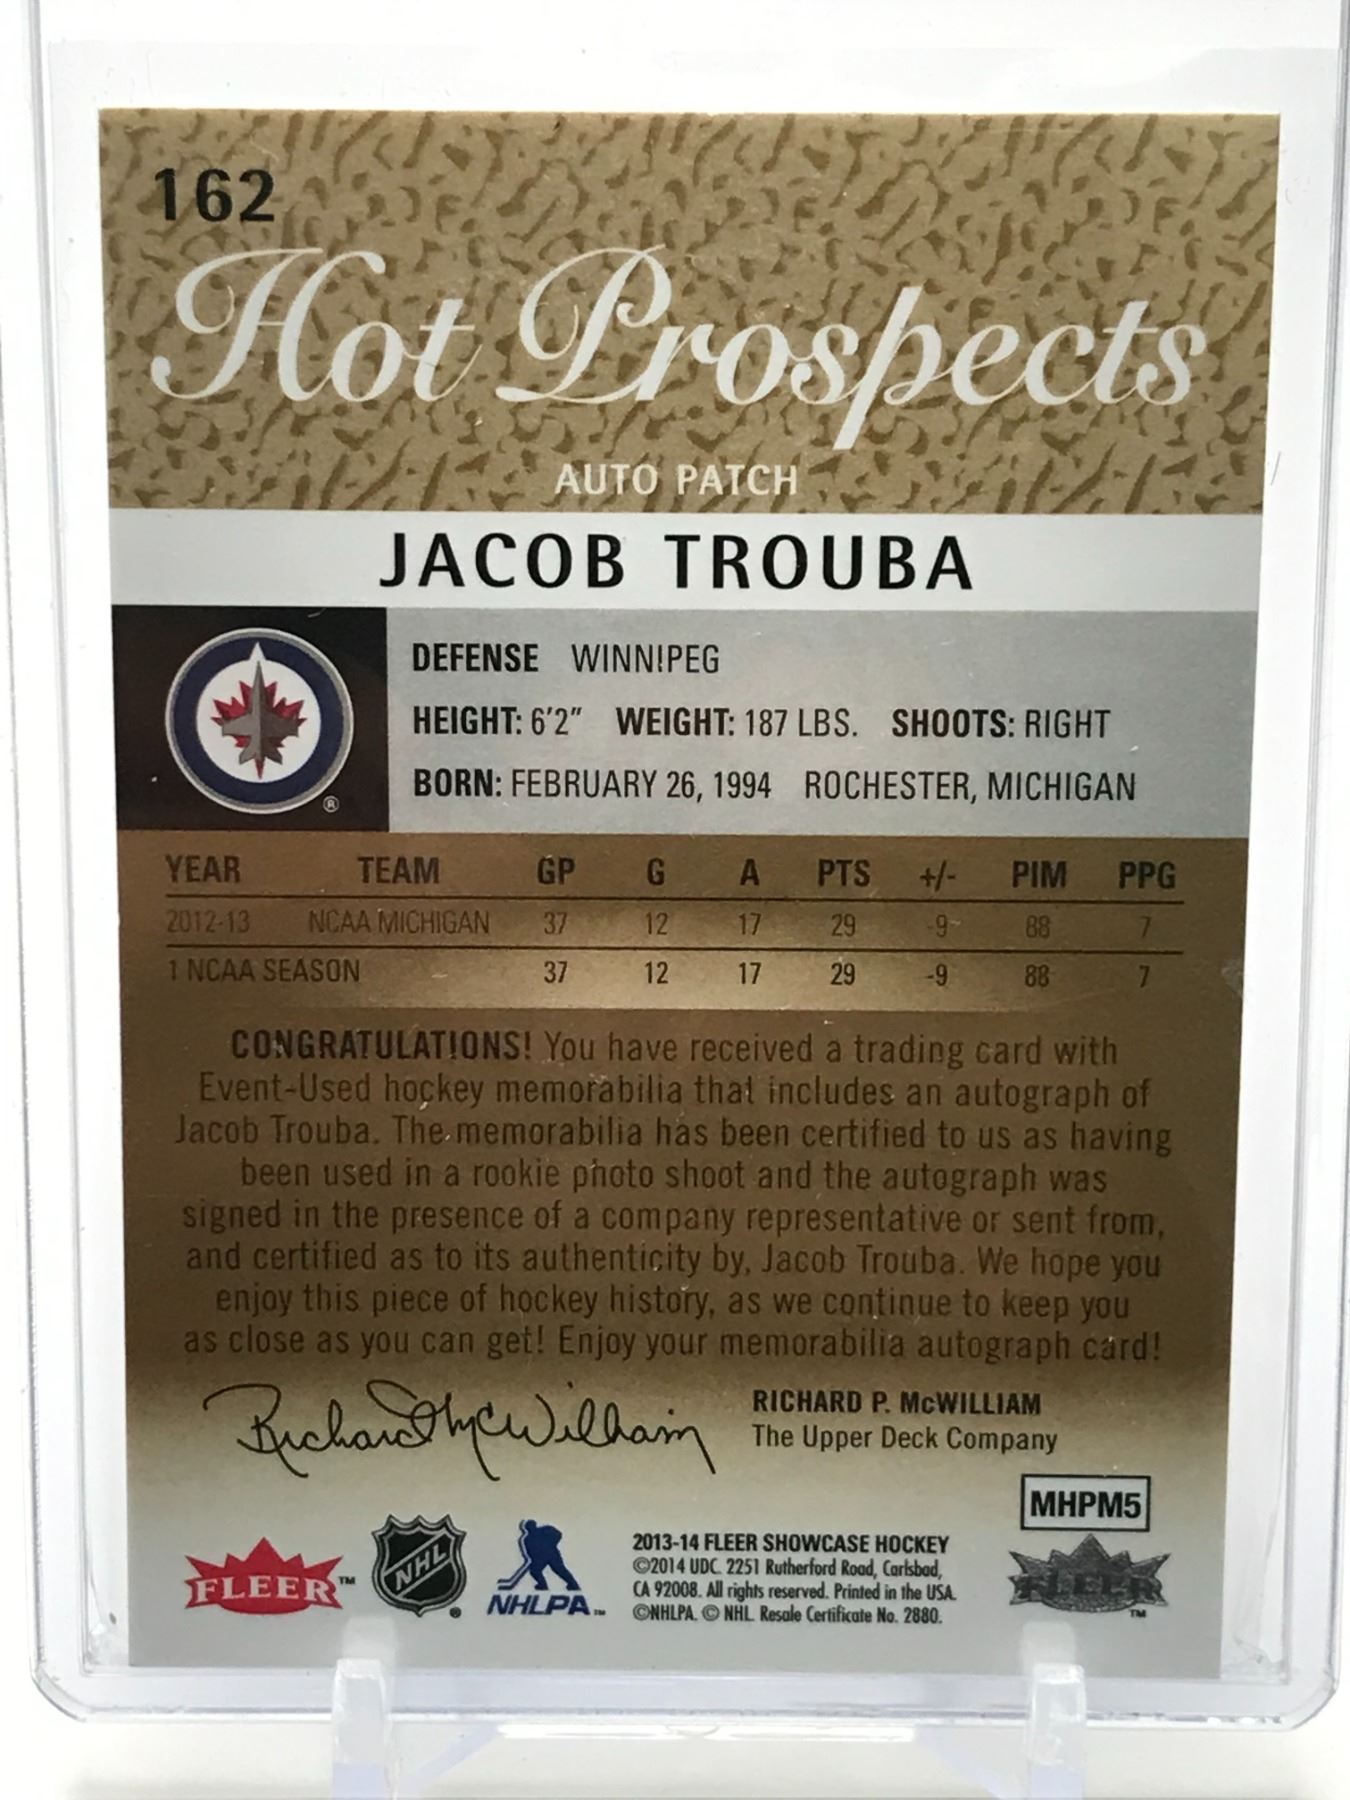 162
Hot Prospects
AUTO PATCH
JACOB TROUBA
DEFENSE WINNIPEG
HEIGHT: 6'2" WEIGHT: 187 LBS. SHOOTS: RIGHT
BORN: FEBRUARY 26, 1994 ROCHESTER, MICHIGAN
®
YEAR TEAM GP G A PTS +/- PIM PPG
2012-13 NCAA MICHIGAN 37 12 17 29 -9 88 7
1 NCAA SEASON 37 12 17 29 -9 88 7
CONGRATULATIONS! You have received a trading card with
Event-Used hockey memorabilia that includes an autograph of
Jacob Trouba. The memorabilia has been certified to us as having
been used in a rookie photo shoot and the autograph was
signed in the presence of a company representative or sent from,
and certified as to its authenticity by, Jacob Trouba. We hope you
enjoy this piece of hockey history, as we continue to keep you
as close as you can get! Enjoy your memorabilia autograph card!
Richard McWilliam
RICHARD P. McWILLIAM
The Upper Deck Company
MHPM5
FLEER™
NHL
NHLPA™
2013-14 FLEER SHOWCASE HOCKEY
©2014 UDC. 2251 Rutherford Road, Carlsbad,
CA 92008. All rights reserved. Printed in the USA.
©NHLPA. © NHL. Resale Certificate No. 2880.
FLEER™